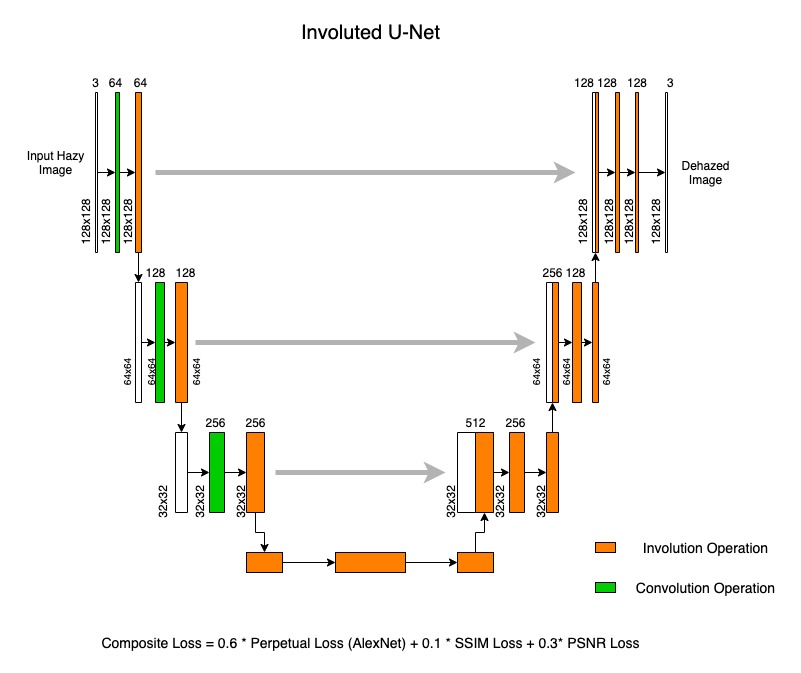 Involuted U-Net
3 64 64
128 128 128 3
Input Hazy
Image
Dehazed
Image
128x128
128x128
128x128
128x128
128x128
128x128
128x128
128 128
256 128
64x64
64x64
64x64
64x64
64x64
64x64
256 256
512 256
32x32
32x32
32x32
32x32
32x32
32x32
Involution Operation
Convolution Operation
Composite Loss = 0.6 * Perpetual Loss (AlexNet) + 0.1 * SSIM Loss + 0.3* PSNR Loss